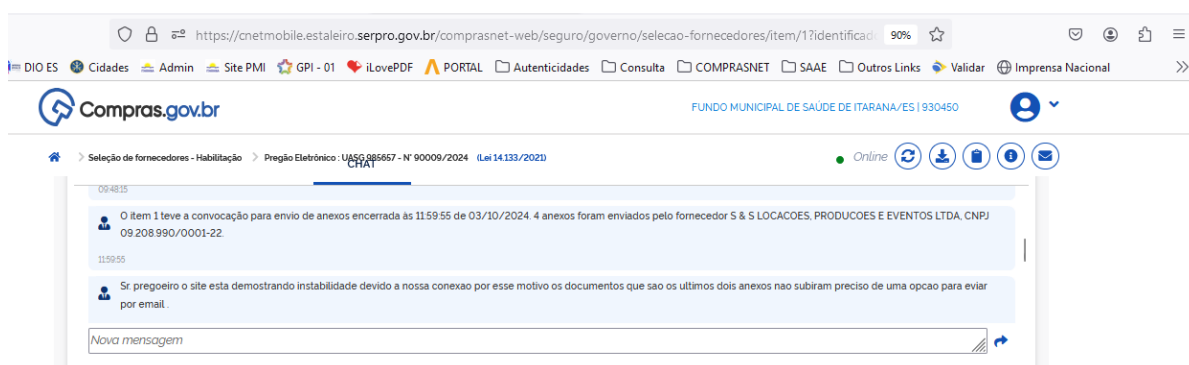 https://cnetmobile.estaleiro.serpro.gov.br/comprasnet-web/seguro/governo/selecao-fornecedores/item/1?identificad 90%
DIO ES Cidades Admin Site PMI GPI - 01 iLovePDF PORTAL Autenticidades Consulta COMPRASNET SAAE Outros Links Validar Imprensa Nacional
Compras.gov.br FUNDO MUNICIPAL DE SAÚDE DE ITARANA/ES | 930450
Seleção de fornecedores - Habilitação > Pregão Eletrônico : UASG 985657 - N° 90009/2024 (Lei 14.133/2021) Online
CHAT
09:48:15
O item 1 teve a convocação para envio de anexos encerrada às 11:59:55 de 03/10/2024. 4 anexos foram enviados pelo fornecedor S & S LOCACOES, PRODUCOES E EVENTOS LTDA, CNPJ
09.208.990/0001-22.
11:59:55
Sr. pregoeiro o site esta demostrando instabilidade devido a nossa conexao por esse motivo os documentos que sao os ultimos dois anexos nao subiram preciso de uma opcao para eviar
por email .
Nova mensagem